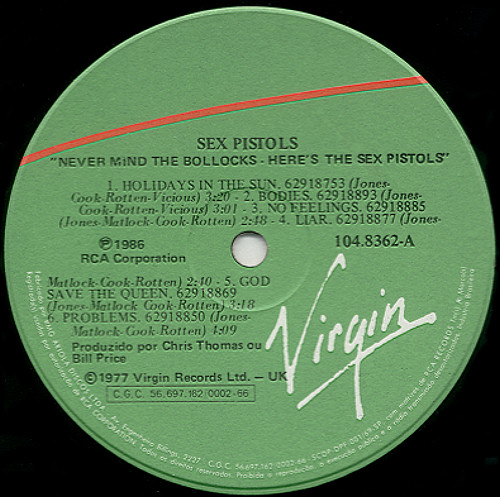 SEX PISTOLS
"NEVER MIND THE BOLLOCKS - HERE'S THE SEX PISTOLS"
1. HOLIDAYS IN THE SUN. 62918753 (Jones-
Cook-Rotten-Vicious) 3:20 - 2. BODIES. 62918893 (Jones-
Cook-Rotten-Vicious) 3:01 - 3. NO FEELINGS. 62918885
(Jones-Matlock-Cook-Rotten) 2:48 - 4. LIAR. 62918877 (Jones-
℗ 1986
RCA Corporation
104.8362-A
Matlock-Cook-Rotten) 2:40 - 5. GOD
SAVE THE QUEEN. 62918869
(Jones-Matlock-Cook-Rotten) 3:18
6. PROBLEMS. 62918850 (Jones-
Matlock-Cook-Rotten) 4:09
Produzido por Chris Thomas ou
Bill Price
Virgin
©1977 Virgin Records Ltd. - UK
C.G.C. 56.697.162/0002-66